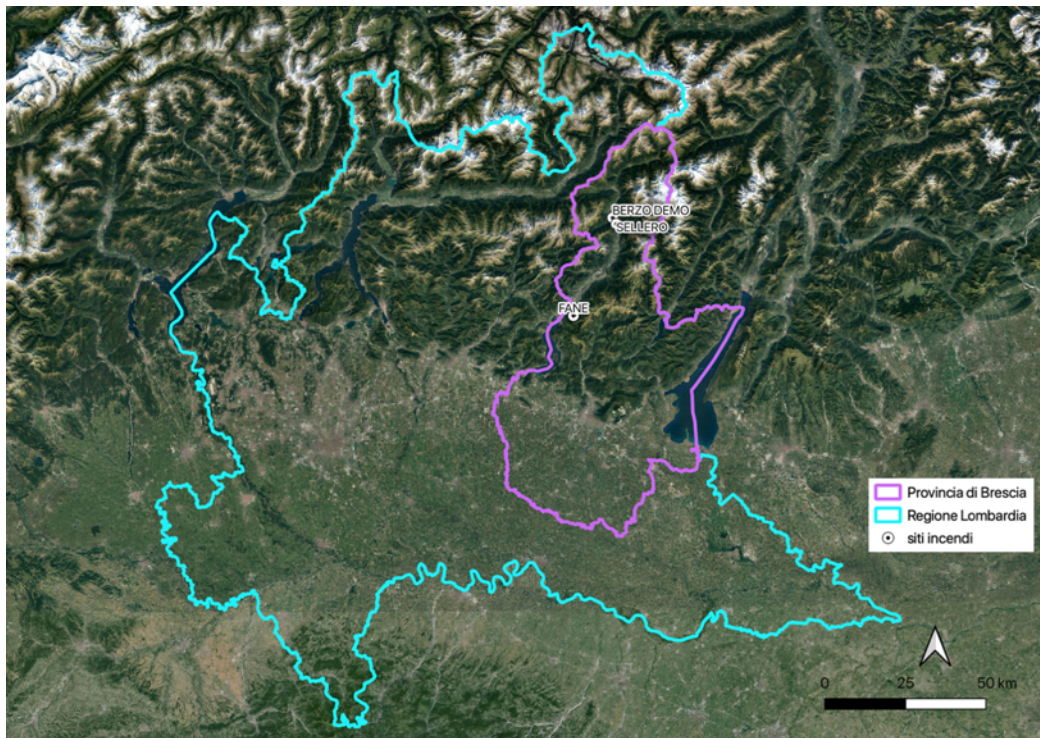 BERZO DEMO
SELLERO
FANE
Provincia di Brescia
Regione Lombardia
siti incendi
0 25 50 km